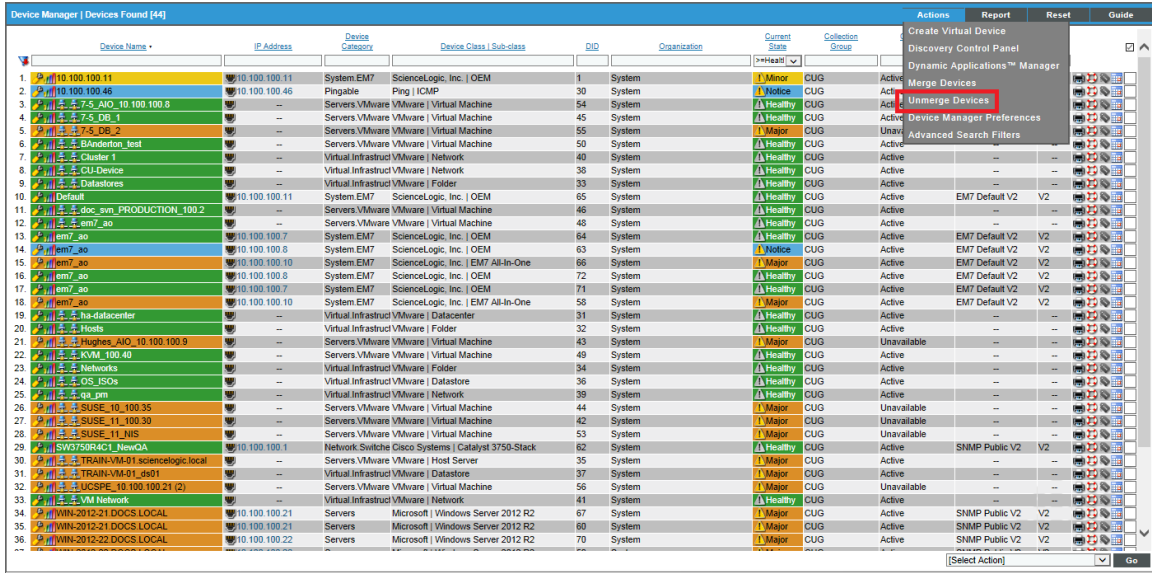 Device Manager | Devices Found [44]
Actions Report Reset Guide
Create Virtual Device
Discovery Control Panel
Dynamic Applications™ Manager
Merge Devices
Unmerge Devices
Device Manager Preferences
Advanced Search Filters
Device Name • IP Address Device Category Device Class | Sub-class DID Organization Current State Collection Group
>=Healt
1. 10.100.100.11 10.100.100.11 System.EM7 ScienceLogic, Inc. | OEM 1 System Minor CUG Active
2. 10.100.100.46 10.100.100.46 Pingable Ping | ICMP 30 System Notice CUG Active
3. 7-5_AIO_10.100.100.8 -- Servers.VMware VMware | Virtual Machine 54 System Healthy CUG Active
4. 7-5_DB_1 -- Servers.VMware VMware | Virtual Machine 45 System Healthy CUG Active
5. 7-5_DB_2 -- Servers.VMware VMware | Virtual Machine 55 System Major CUG Unava
6. BAnderton_test -- Servers.VMware VMware | Virtual Machine 50 System Healthy CUG Active
7. Cluster 1 -- Virtual.Infrastruct VMware | Network 40 System Healthy CUG Active -- --
8. CU-Device -- Virtual.Infrastruct VMware | Network 38 System Healthy CUG Active -- --
9. Datastores -- Virtual.Infrastruct VMware | Folder 33 System Healthy CUG Active -- --
10. Default 10.100.100.11 System.EM7 ScienceLogic, Inc. | OEM 65 System Healthy CUG Active EM7 Default V2 V2
11. doc_svn_PRODUCTION_100.2 -- Servers.VMware VMware | Virtual Machine 46 System Healthy CUG Active -- --
12. em7_ao -- Servers.VMware VMware | Virtual Machine 48 System Healthy CUG Active -- --
13. em7_ao 10.100.100.7 System.EM7 ScienceLogic, Inc. | OEM 64 System Healthy CUG Active EM7 Default V2 V2
14. em7_ao 10.100.100.8 System.EM7 ScienceLogic, Inc. | OEM 63 System Notice CUG Active EM7 Default V2 V2
15. em7_ao 10.100.100.10 System.EM7 ScienceLogic, Inc. | EM7 All-In-One 66 System Major CUG Active EM7 Default V2 V2
16. em7_ao 10.100.100.8 System.EM7 ScienceLogic, Inc. | OEM 72 System Healthy CUG Active EM7 Default V2 V2
17. em7_ao 10.100.100.7 System.EM7 ScienceLogic, Inc. | OEM 71 System Healthy CUG Active EM7 Default V2 V2
18. em7_ao 10.100.100.10 System.EM7 ScienceLogic, Inc. | EM7 All-In-One 58 System Major CUG Active EM7 Default V2 V2
19. ha-datacenter -- Virtual.Infrastruct VMware | Datacenter 31 System Healthy CUG Active -- --
20. Hosts -- Virtual.Infrastruct VMware | Folder 32 System Healthy CUG Active -- --
21. Hughes_AIO_10.100.100.9 -- Servers.VMware VMware | Virtual Machine 43 System Major CUG Unavailable -- --
22. KVM_100.40 -- Servers.VMware VMware | Virtual Machine 49 System Healthy CUG Active -- --
23. Networks -- Virtual.Infrastruct VMware | Folder 34 System Healthy CUG Active -- --
24. OS_ISOs -- Virtual.Infrastruct VMware | Datastore 36 System Healthy CUG Active -- --
25. qa_pm -- Virtual.Infrastruct VMware | Network 39 System Healthy CUG Active -- --
26. SUSE_10_100.35 -- Servers.VMware VMware | Virtual Machine 44 System Major CUG Unavailable -- --
27. SUSE_11_100.30 -- Servers.VMware VMware | Virtual Machine 42 System Major CUG Unavailable -- --
28. SUSE_11_NIS -- Servers.VMware VMware | Virtual Machine 53 System Major CUG Unavailable -- --
29. SW3750R4C1_NewQA 10.100.100.1 Network.Switche Cisco Systems | Catalyst 3750-Stack 62 System Healthy CUG Active SNMP Public V2 V2
30. TRAIN-VM-01.sciencelogic.local -- Servers.VMware VMware | Host Server 35 System Major CUG Active -- --
31. TRAIN-VM-01_ds01 -- Virtual.Infrastruct VMware | Datastore 37 System Major CUG Active -- --
32. UCSPE_10.100.100.21 (2) -- Servers.VMware VMware | Virtual Machine 56 System Major CUG Unavailable -- --
33. VM Network -- Virtual.Infrastruct VMware | Network 41 System Healthy CUG Active -- --
34. WIN-2012-21.DOCS.LOCAL 10.100.100.21 Servers Microsoft | Windows Server 2012 R2 67 System Major CUG Active SNMP Public V2 V2
35. WIN-2012-21.DOCS.LOCAL 10.100.100.21 Servers Microsoft | Windows Server 2012 R2 60 System Major CUG Active SNMP Public V2 V2
36. WIN-2012-22.DOCS.LOCAL 10.100.100.22 Servers Microsoft | Windows Server 2012 R2 70 System Major CUG Active SNMP Public V2 V2
[Select Action] Go